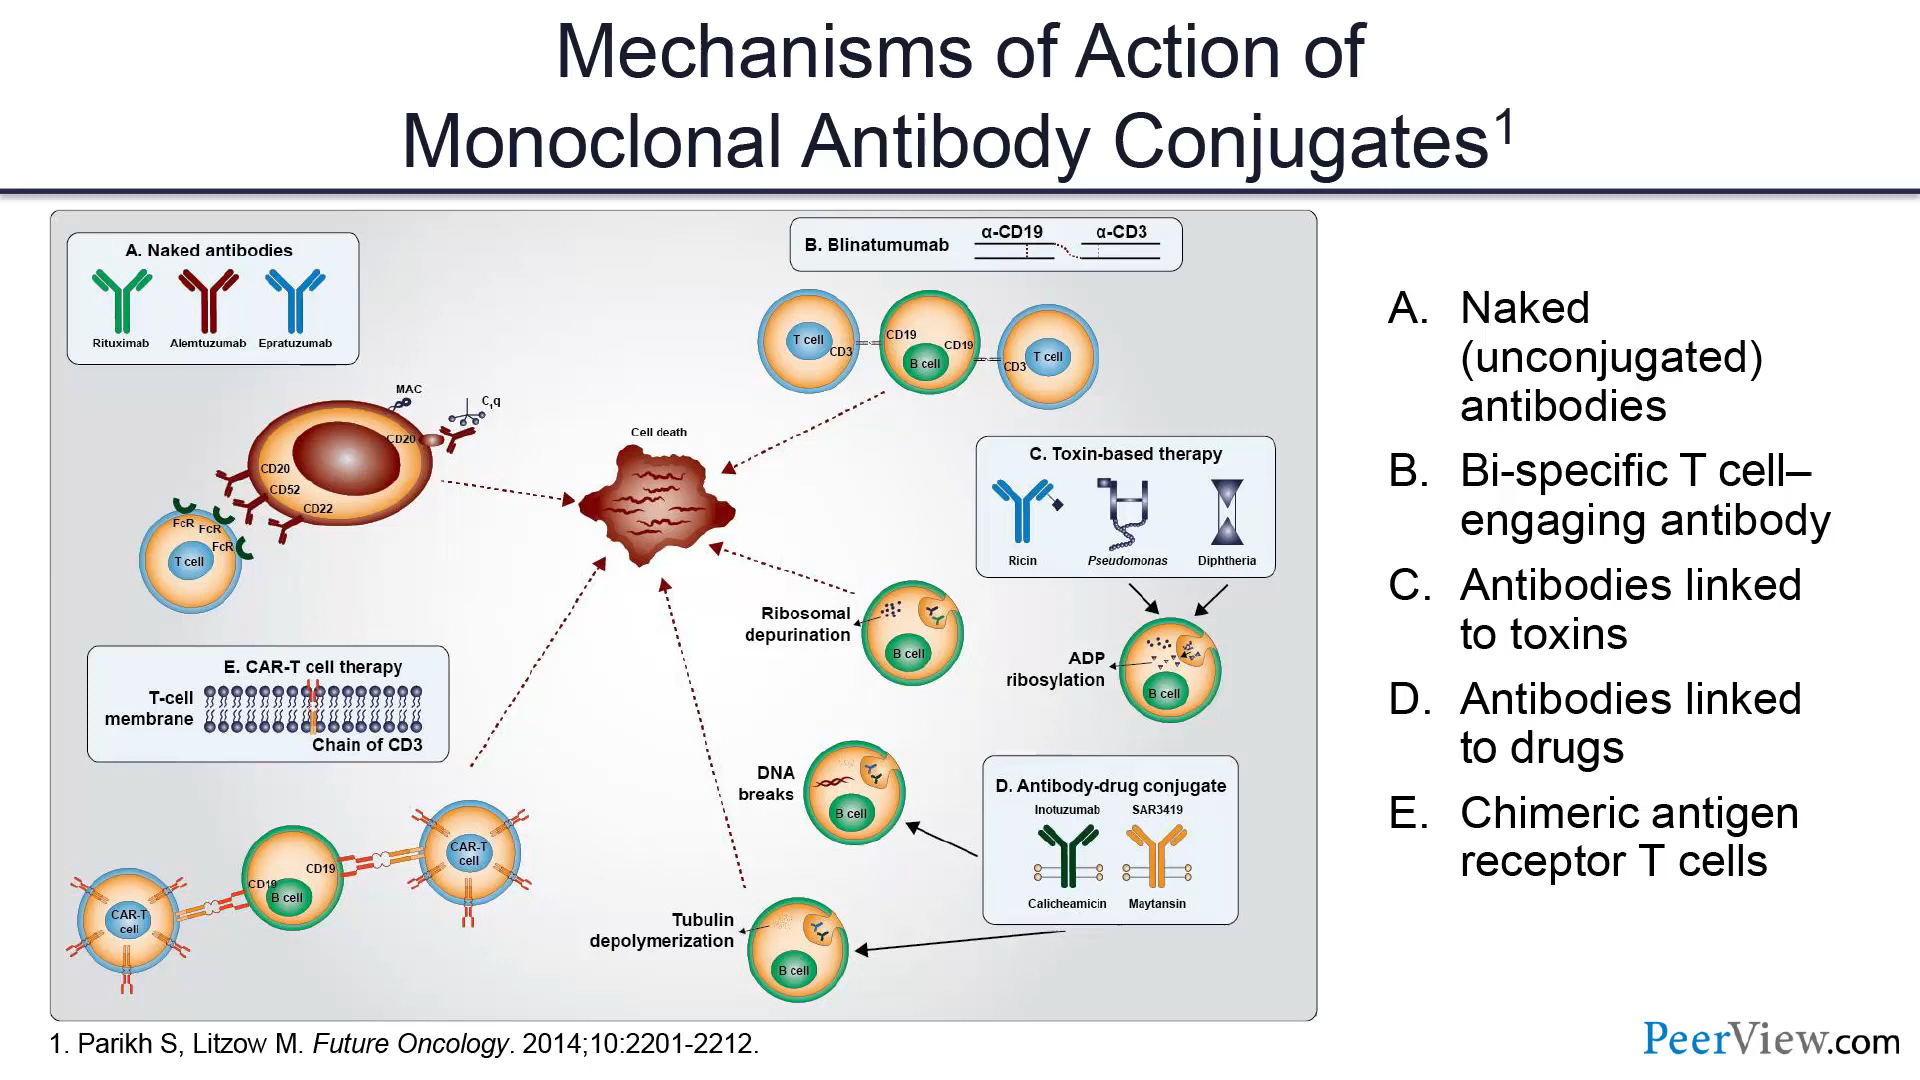 Mechanisms of Action of
Monoclonal Antibody Conjugates1
A. Naked antibodies
Rituximab Alemtuzumab Epratuzumab
B. Blinatumumab
α-CD19 α-CD3
T cell
CD3
CD19
CD19
B cell
CD3
T cell
MAC
C1q
CD20
CD20
CD52
CD22
FcR
FcR
FcR
T cell
Cell death
C. Toxin-based therapy
Ricin Pseudomonas Diphtheria
Ribosomal
depurination
B cell
ADP
ribosylation
B cell
E. CAR-T cell therapy
T-cell
membrane
Chain of CD3
DNA
breaks
B cell
D. Antibody-drug conjugate
Inotuzumab SAR3419
Calicheamicin Maytansin
CAR-T
cell
CD19
CD19
B cell
CAR-T
cell
Tubulin
depolymerization
B cell
A. Naked
(unconjugated)
antibodies
B. Bi-specific T cell–
engaging antibody
C. Antibodies linked
to toxins
D. Antibodies linked
to drugs
E. Chimeric antigen
receptor T cells
1. Parikh S, Litzow M. Future Oncology. 2014;10:2201-2212.
PeerView.com